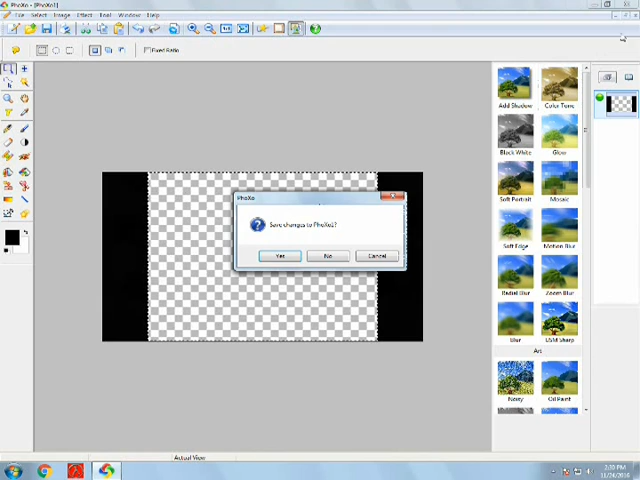 PhoXo - [PhoXo1]
File Select Image Effect Tool Window Help
Fixed Ratio
Add Shadow Color Tone
Black White Glow
Soft Portrait Mosaic
Soft Edge Motion Blur
Radial Blur Zoom Blur
Blur USM Sharp
Art
Noisy Oil Paint
PhoXo
Save changes to PhoXo1?
Yes No Cancel
Actual View
2:10 PM
11/24/2016